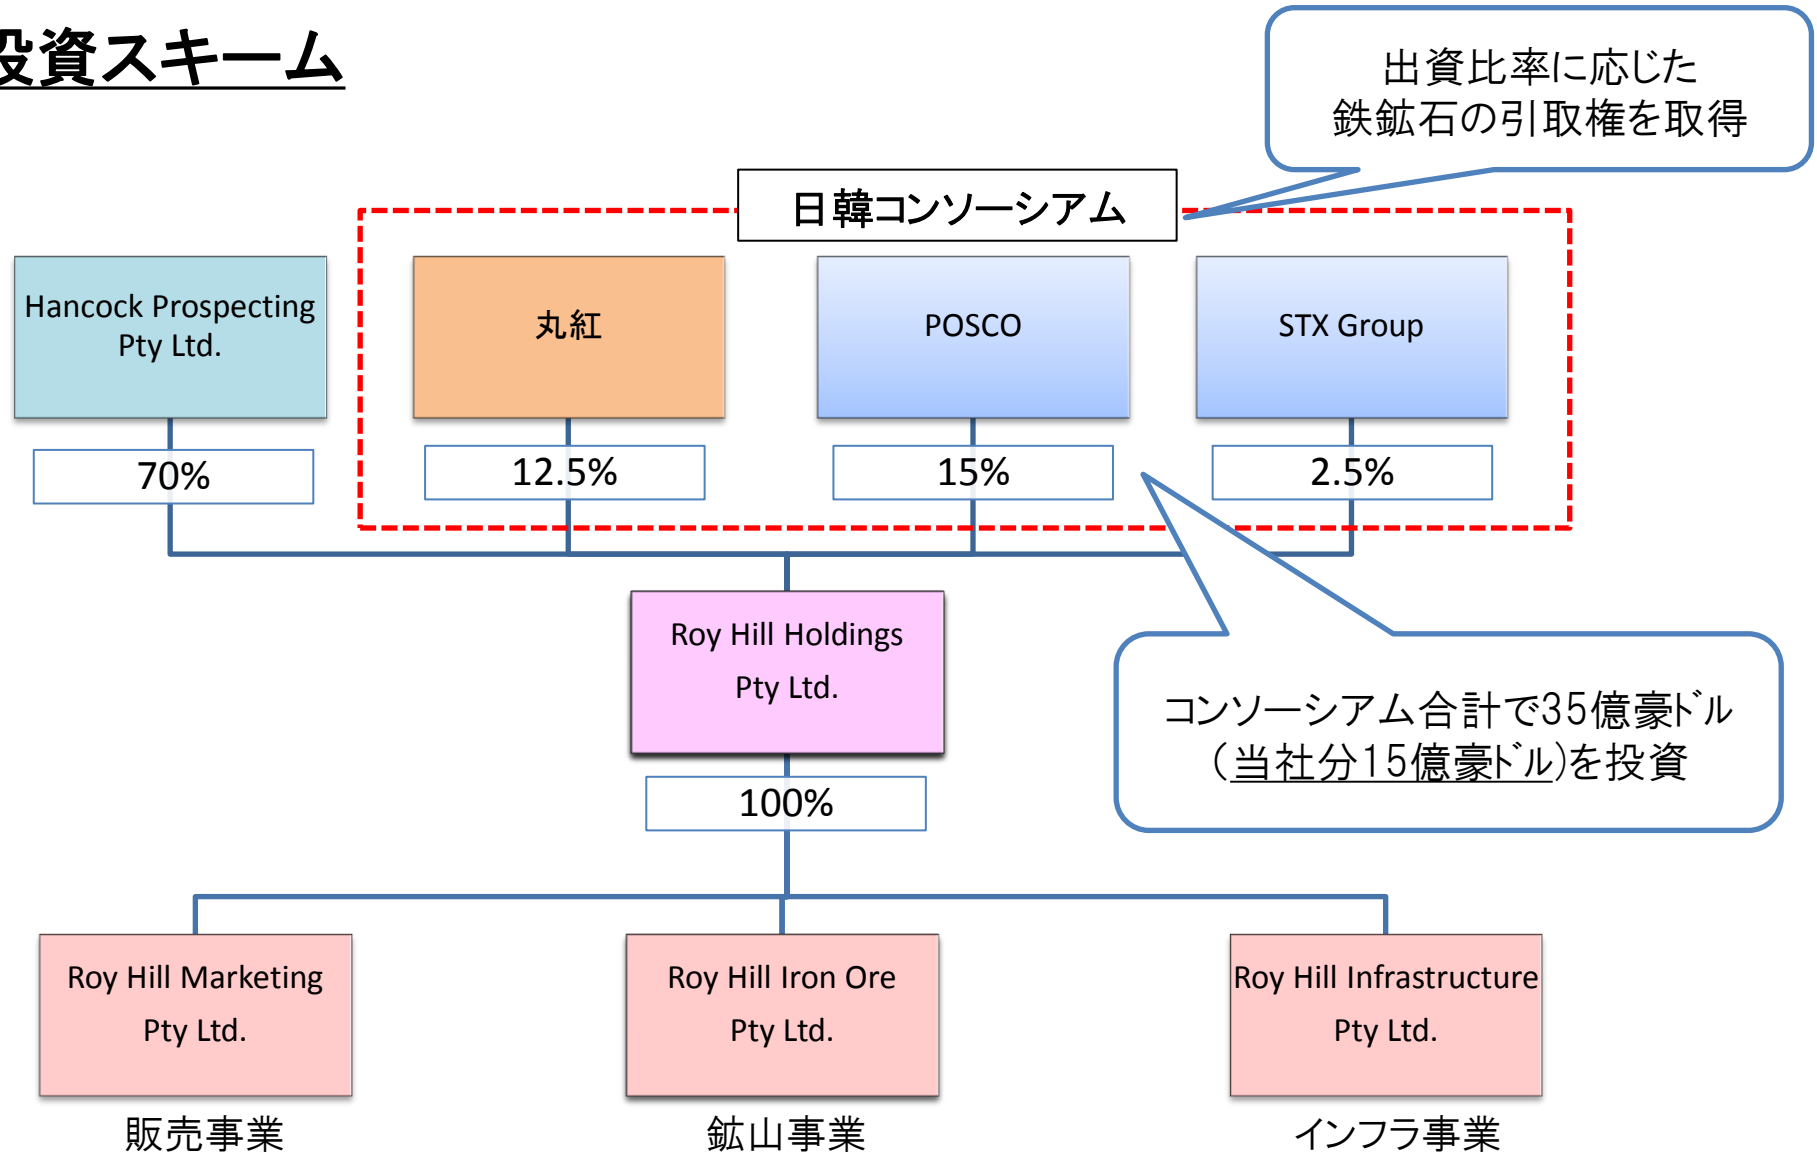 投資スキーム
出資比率に応じた
鉄鉱石の引取権を取得
日韓コンソーシアム
Hancock Prospecting
Pty Ltd.
丸紅
POSCO
STX Group
70%
12.5%
15%
2.5%
Roy Hill Holdings
Pty Ltd.
コンソーシアム合計で35億豪ドル
(当社分15億豪ドル)を投資
100%
Roy Hill Marketing
Pty Ltd.
Roy Hill Iron Ore
Pty Ltd.
Roy Hill Infrastructure
Pty Ltd.
販売事業
鉱山事業
インフラ事業